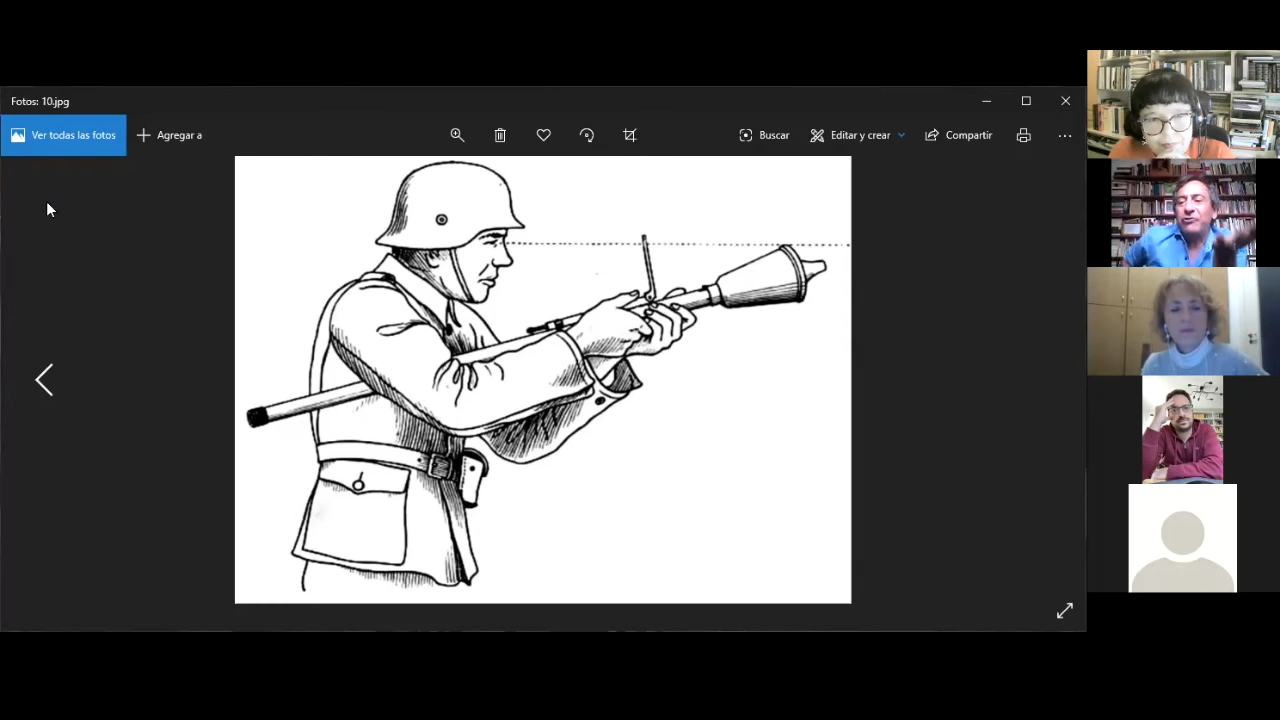 Fotos: 10.jpg
Ver todas las fotos
Agregar a
Buscar
Editar y crear
Compartir